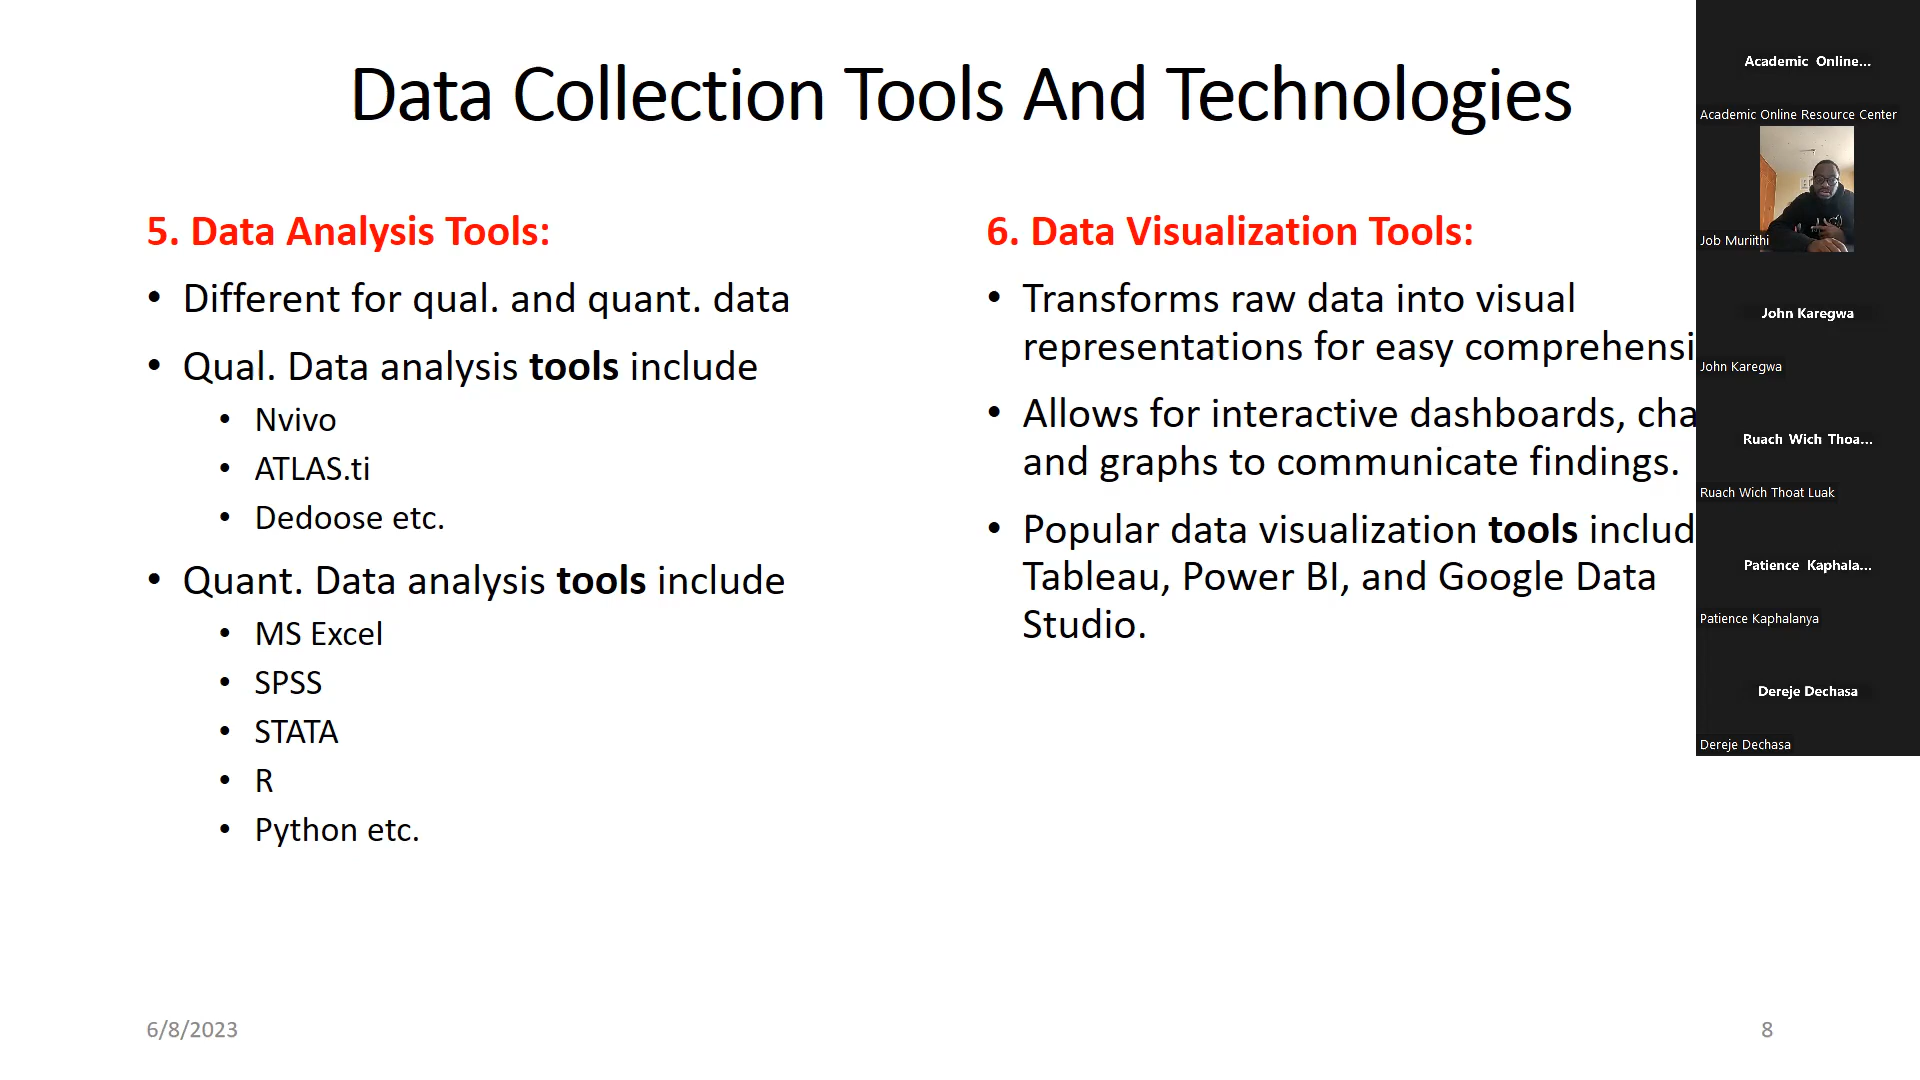 Data Collection Tools And Technologies
5. Data Analysis Tools:
• Different for qual. and quant. data
• Qual. Data analysis tools include
• Nvivo
• ATLAS.ti
• Dedoose etc.
• Quant. Data analysis tools include
• MS Excel
• SPSS
• STATA
• R
• Python etc.
6. Data Visualization Tools:
• Transforms raw data into visual
representations for easy comprehensi
• Allows for interactive dashboards, cha
and graphs to communicate findings.
• Popular data visualization tools includ
Tableau, Power BI, and Google Data
Studio.
6/8/2023
8
Academic Online...
Academic Online Resource Center
Job Muriithi
John Karegwa
John Karegwa
Ruach Wich Thoa...
Ruach Wich Thoat Luak
Patience Kaphala...
Patience Kaphalanya
Dereje Dechasa
Dereje Dechasa